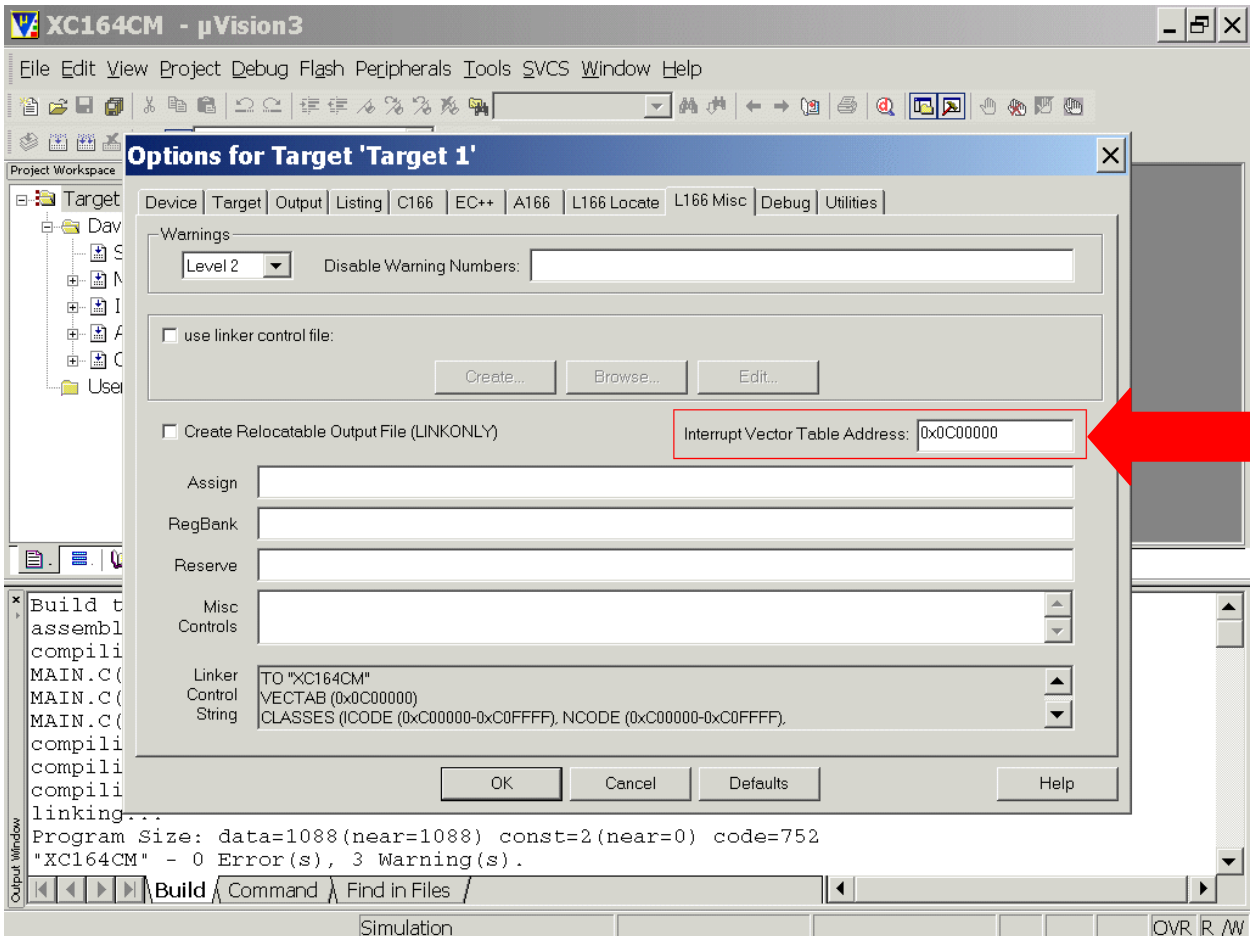 XC164CM - µVision3
File Edit View Project Debug Flash Peripherals Tools SVCS Window Help
Project Workspace
Options for Target 'Target 1'
Device Target Output Listing C166 EC++ A166 L166 Locate L166 Misc Debug Utilities
Target
Dav
S
N
I
A
C
User
Warnings
Level 2
Disable Warning Numbers:
use linker control file:
Create... Browse... Edit...
Create Relocatable Output File (LINKONLY)
Interrupt Vector Table Address: 0x0C00000
Assign
RegBank
Reserve
Misc
Controls
Linker
Control
String
TO "XC164CM"
VECTAB (0x0C00000)
CLASSES (ICODE (0xC00000-0xC0FFFF), NCODE (0xC00000-0xC0FFFF),
OK Cancel Defaults Help
Build t
assembl
compili
MAIN.C(
MAIN.C(
MAIN.C(
compili
compili
compili
linking...
Program Size: data=1088(near=1088) const=2(near=0) code=752
"XC164CM" - 0 Error(s), 3 Warning(s).
Output Window
Build Command Find in Files
Simulation
OVR R /W